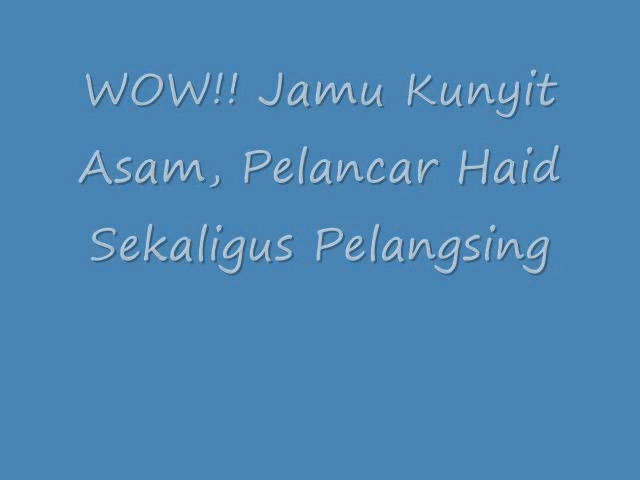 WOW!! Jamu Kunyit
Asam, Pelancar Haid
Sekaligus Pelangsing